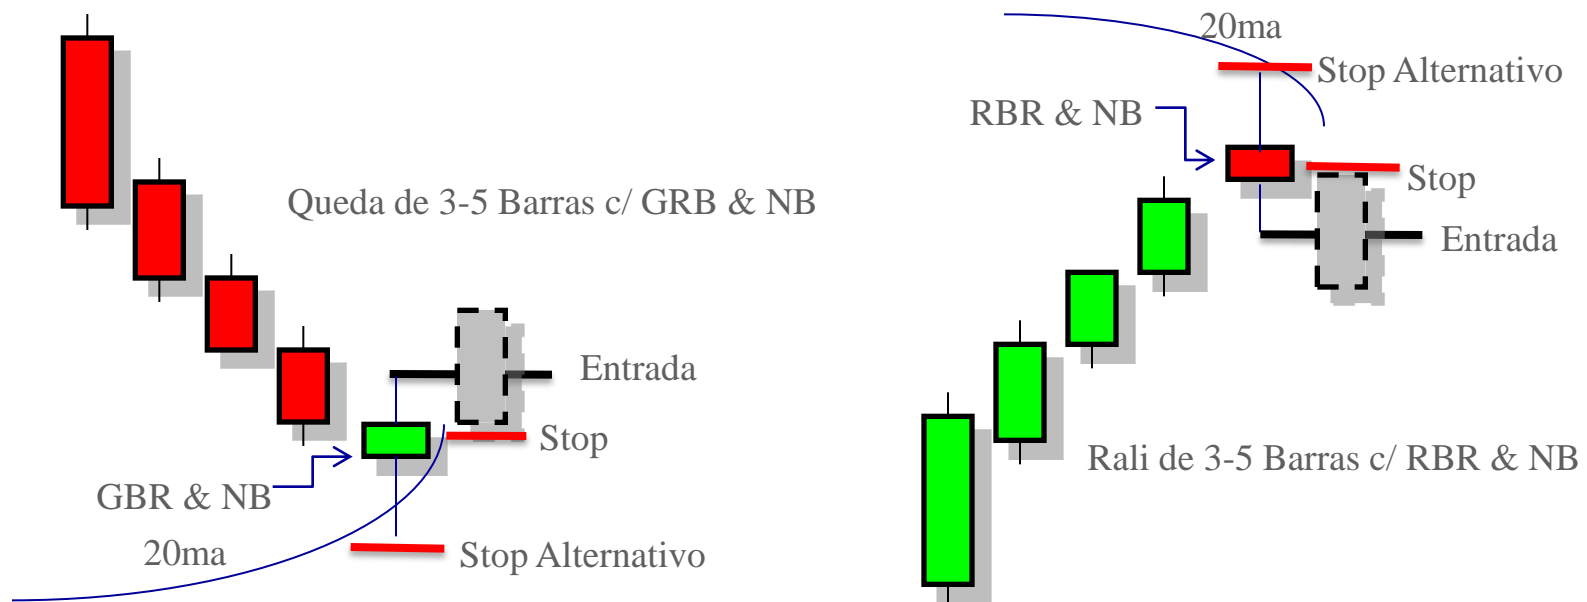 Queda de 3-5 Barras c/ GRB & NB
Entrada
Stop
GBR & NB
20ma
Stop Alternativo
20ma
Stop Alternativo
RBR & NB
Stop
Entrada
Rali de 3-5 Barras c/ RBR & NB